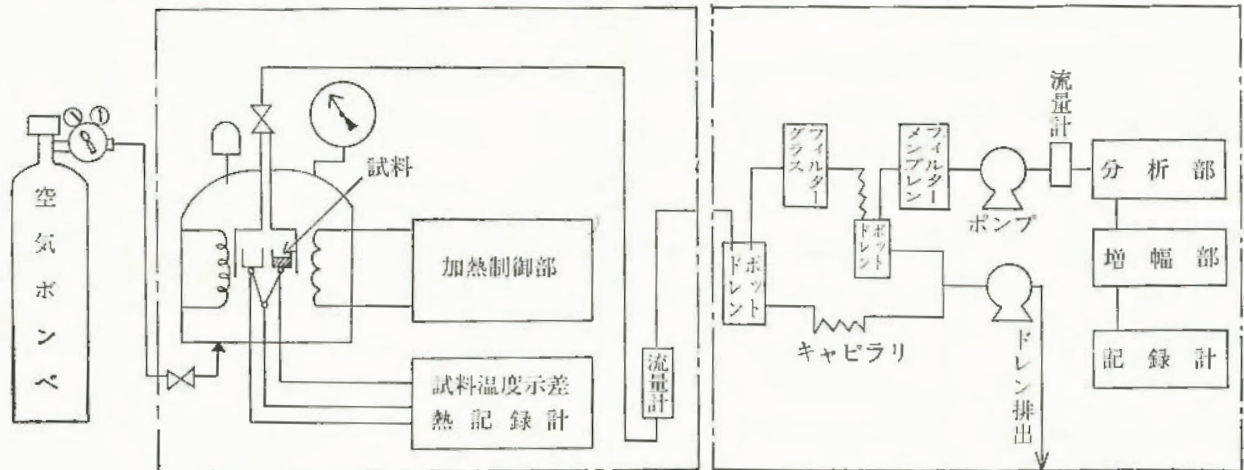 空気ボンベ
試料
加熱制御部
試料温度示差
熱記録計
流量計
ドレント
ポット
グラス
フィルター
ドレント
ポット
メンブレン
フィルター
ポンプ
流量計
分析部
増幅部
記録計
キャピラリ
ドレン排出